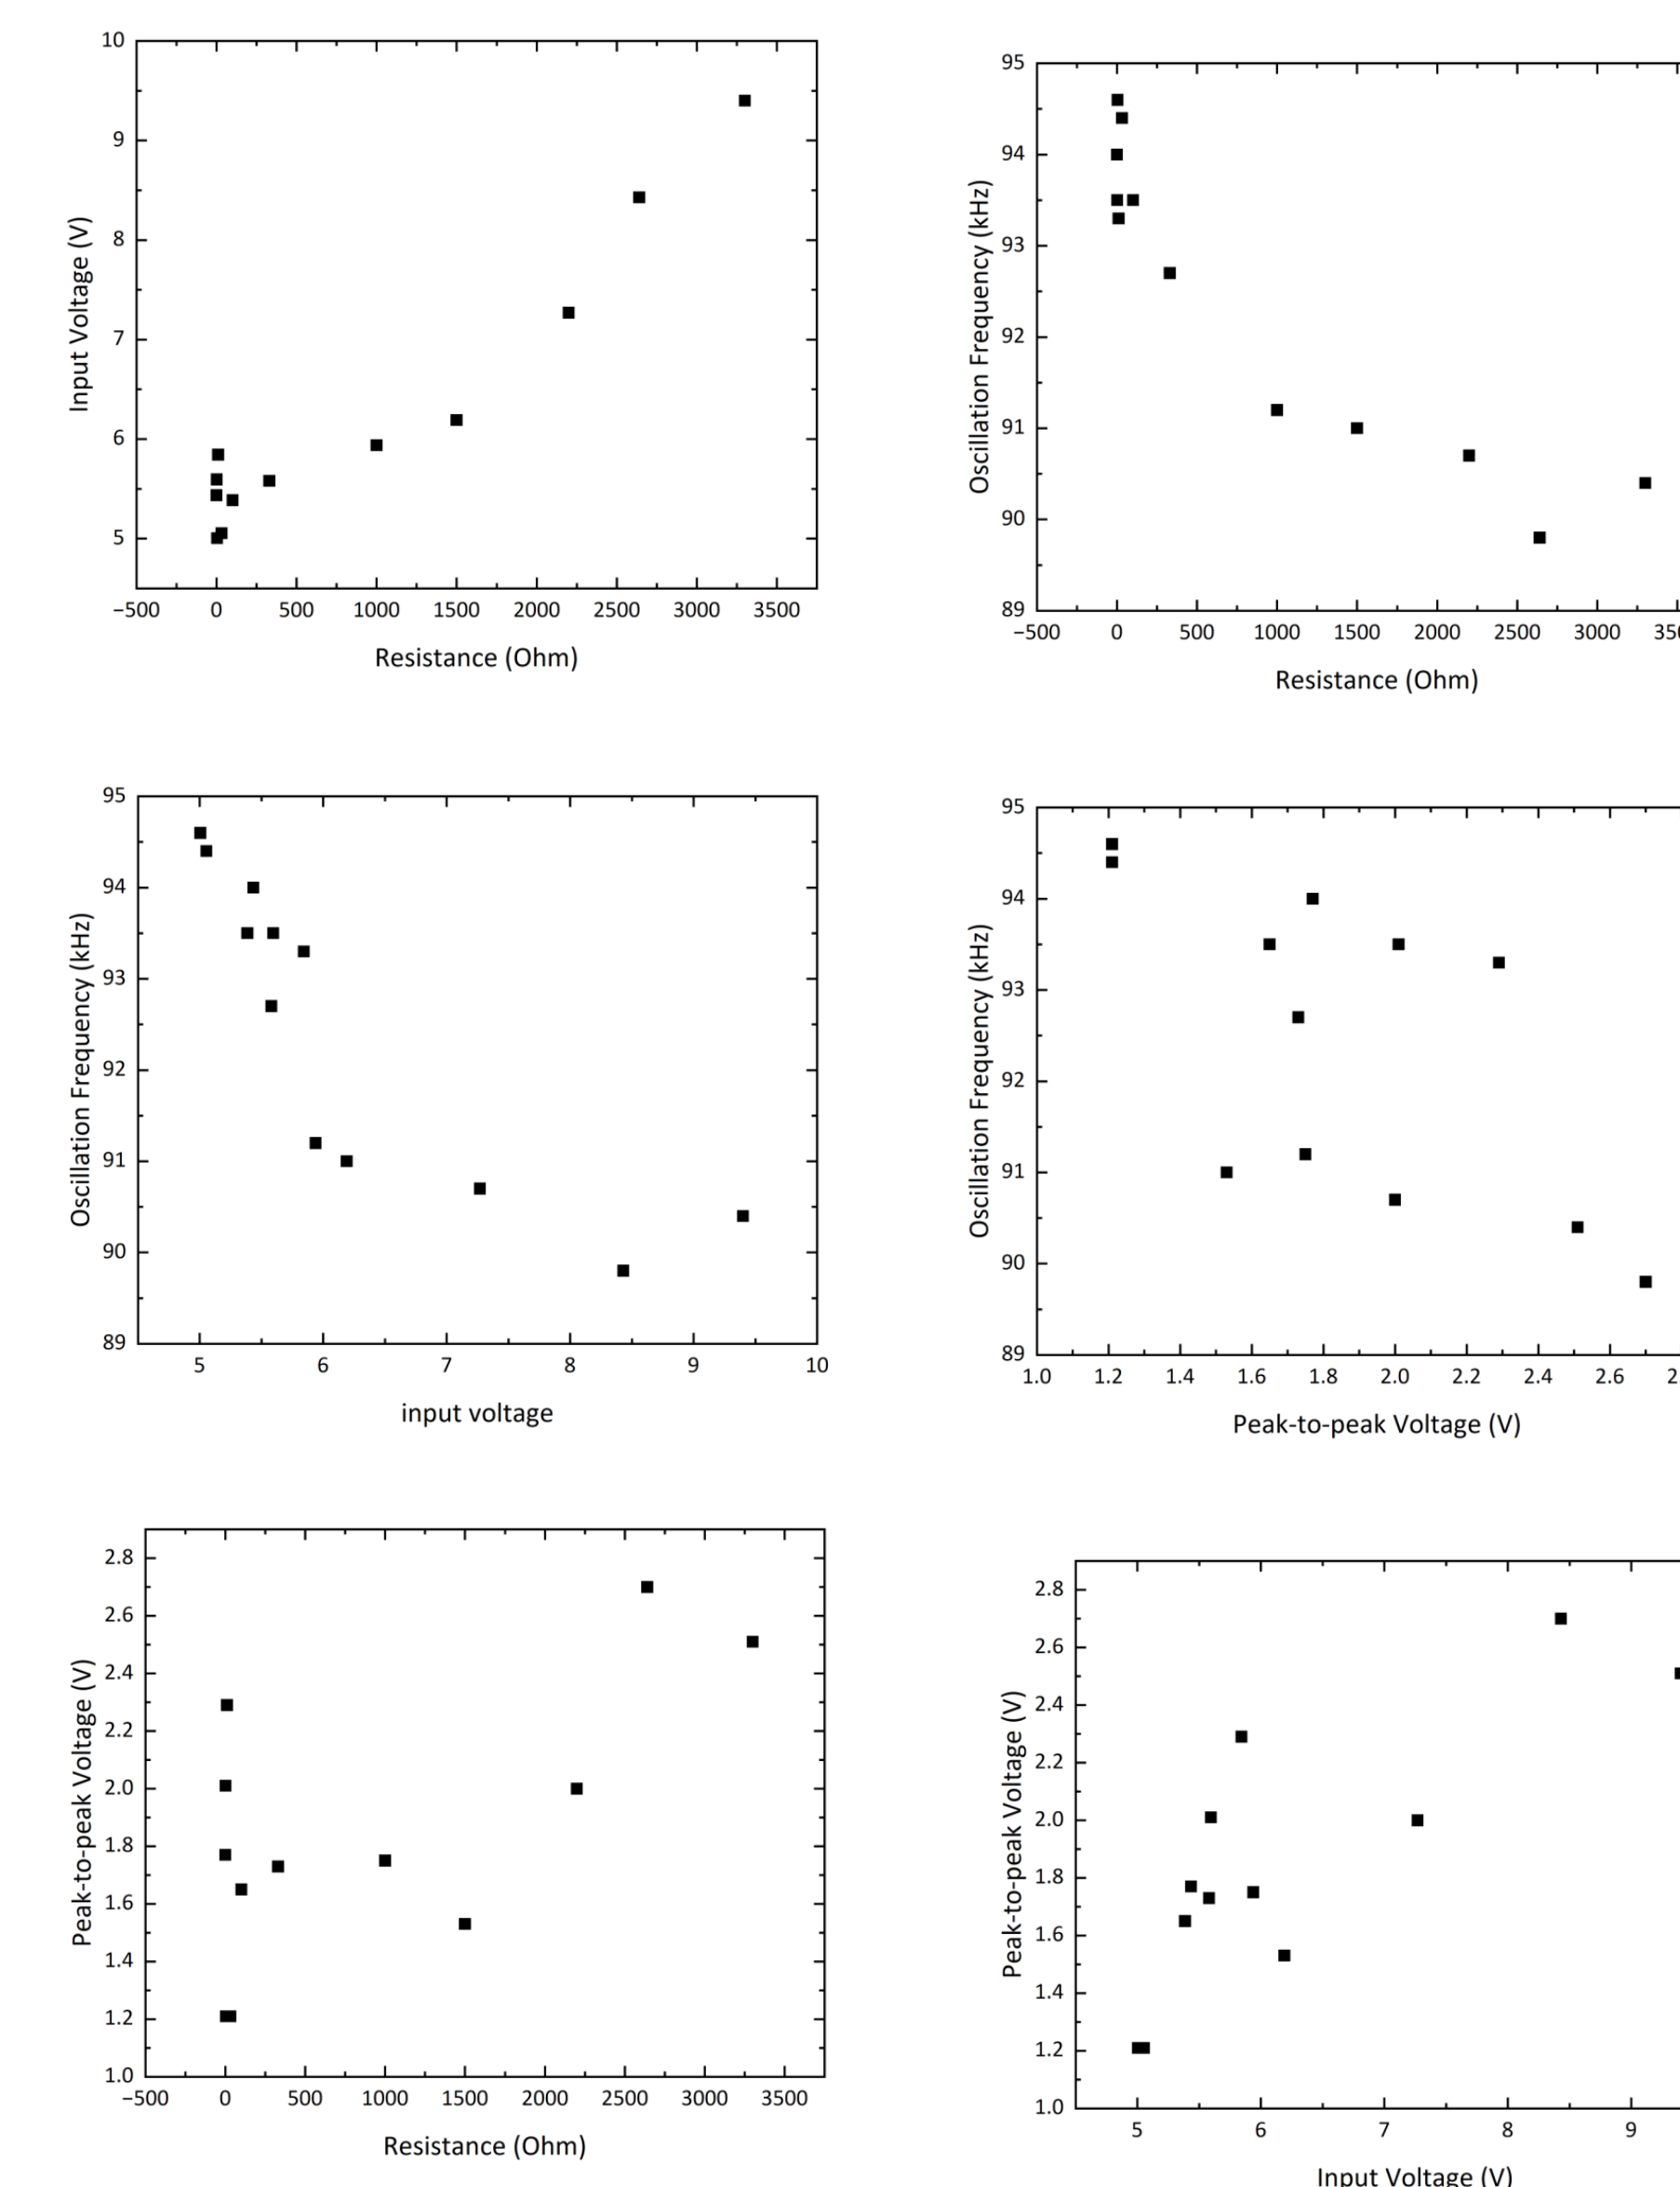 10
9
8
7
6
5
Input Voltage (V)
−500 0 500 1000 1500 2000 2500 3000 3500
Resistance (Ohm)
95
94
93
92
91
90
89
Oscillation Frequency (kHz)
−500 0 500 1000 1500 2000 2500 3000
Resistance (Ohm)
95
94
93
92
91
90
89
Oscillation Frequency (kHz)
5 6 7 8 9 10
input voltage
95
94
93
92
91
90
89
Oscillation Frequency (kHz)
1.0 1.2 1.4 1.6 1.8 2.0 2.2 2.4 2.6
Peak-to-peak Voltage (V)
2.8
2.6
2.4
2.2
2.0
1.8
1.6
1.4
1.2
1.0
Peak-to-peak Voltage (V)
−500 0 500 1000 1500 2000 2500 3000 3500
Resistance (Ohm)
2.8
2.6
2.4
2.2
2.0
1.8
1.6
1.4
1.2
1.0
Peak-to-peak Voltage (V)
5 6 7 8 9
Input Voltage (V)